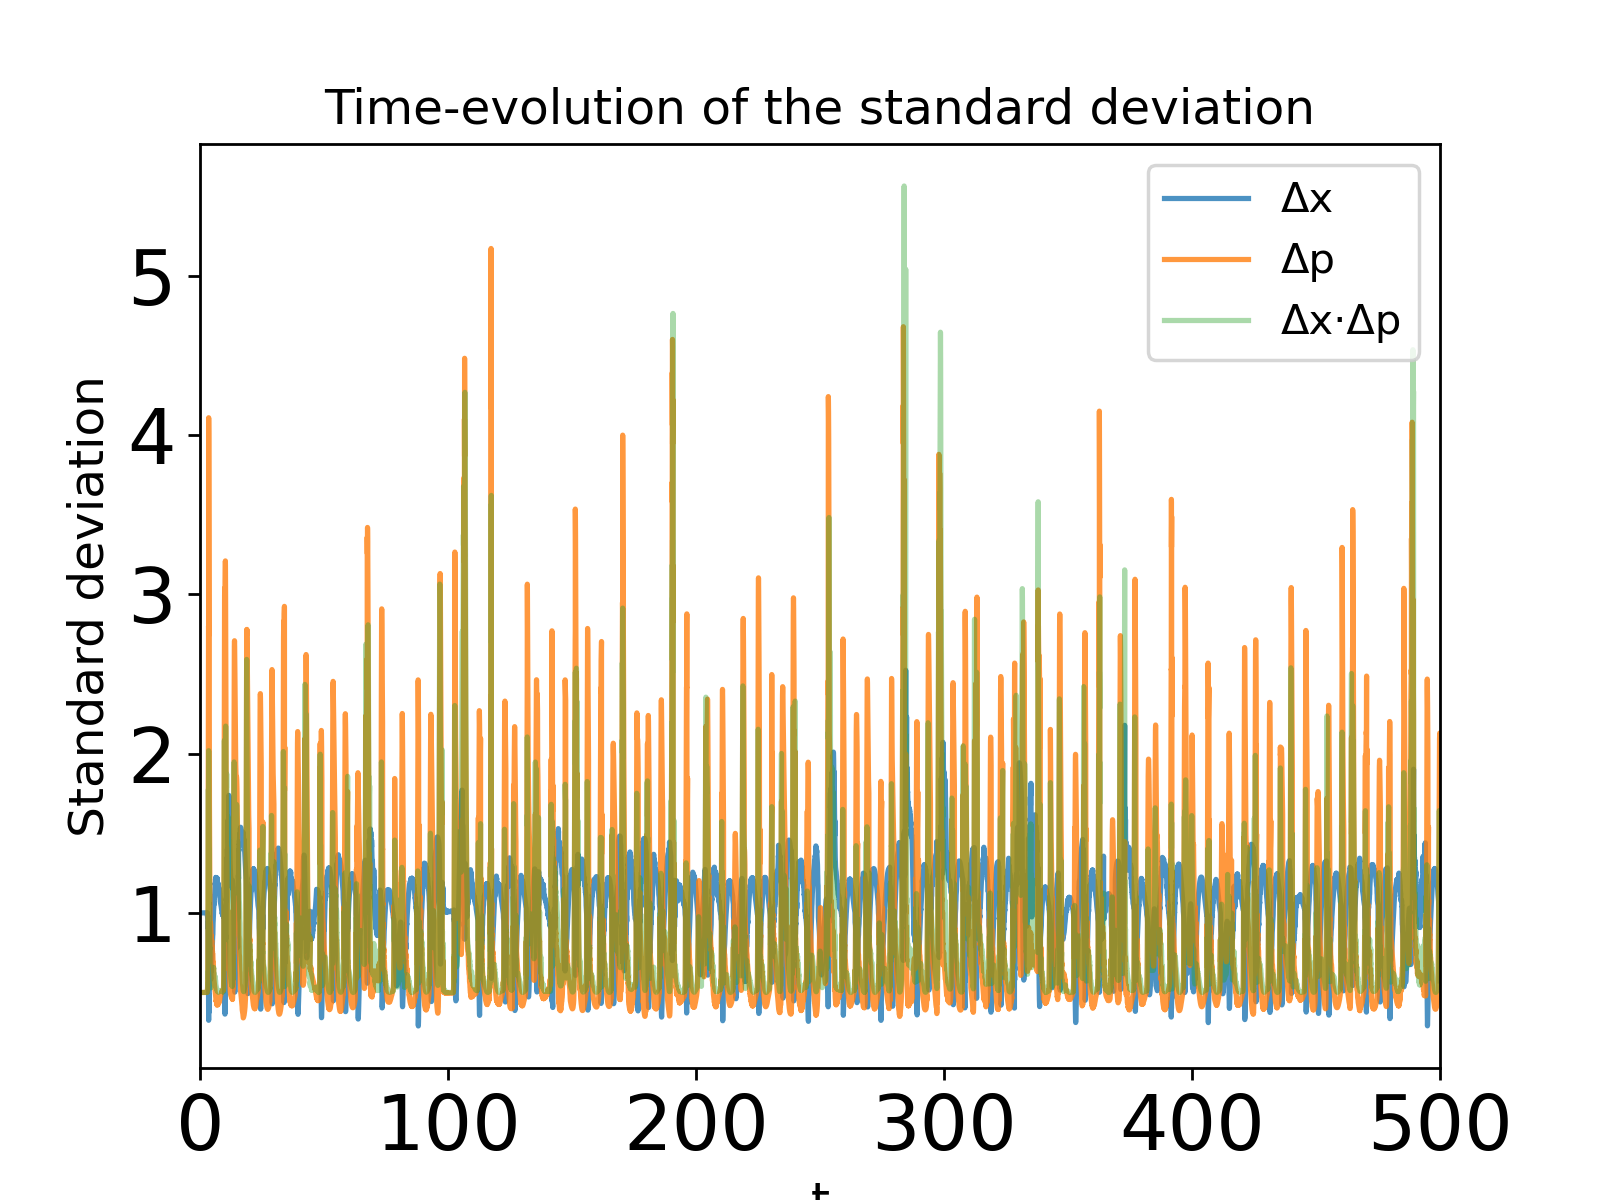 Time-evolution of the standard deviation
Δx
Δp
Δx·Δp
Standard deviation
5
4
3
2
1
0 100 200 300 400 500
t